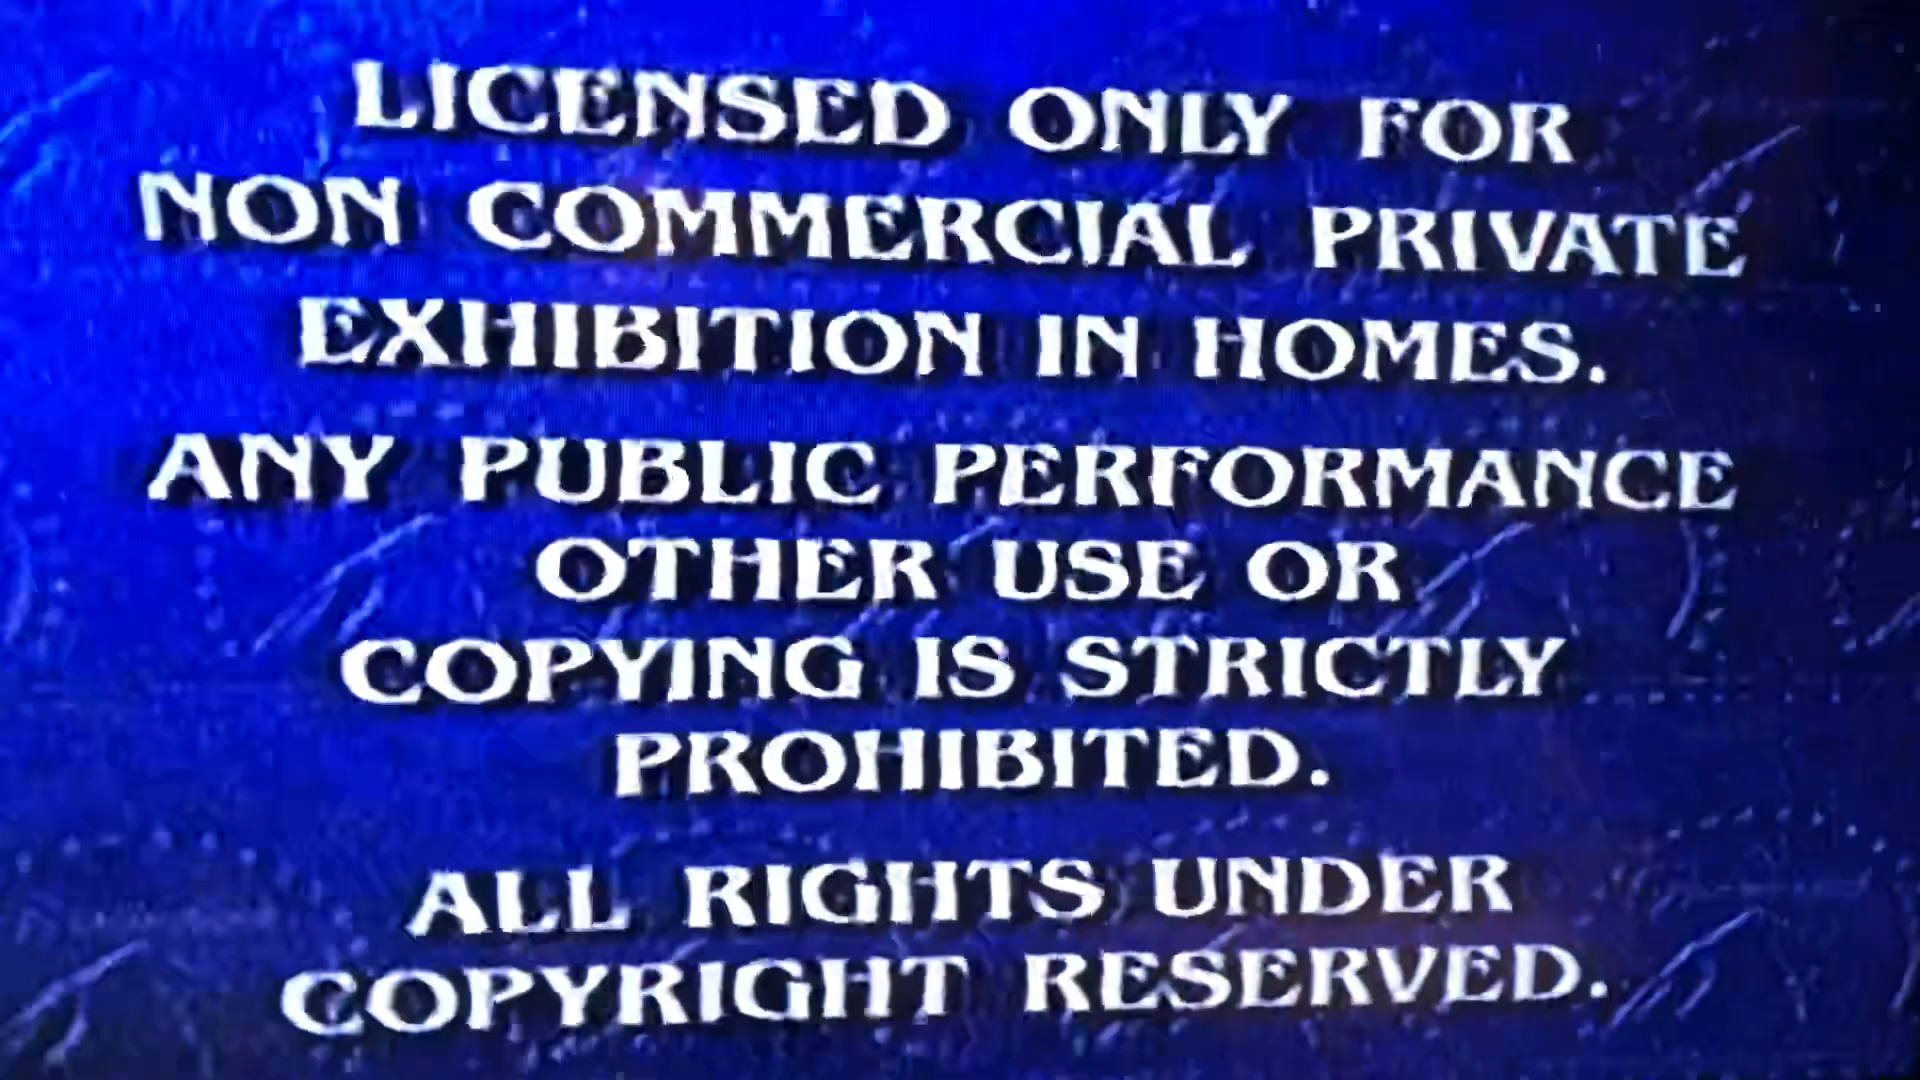 LICENSED ONLY FOR
NON COMMERCIAL PRIVATE
EXHIBITION IN HOMES.
ANY PUBLIC PERFORMANCE
OTHER USE OR
COPYING IS STRICTLY
PROHIBITED.
ALL RIGHTS UNDER
COPYRIGHT RESERVED.